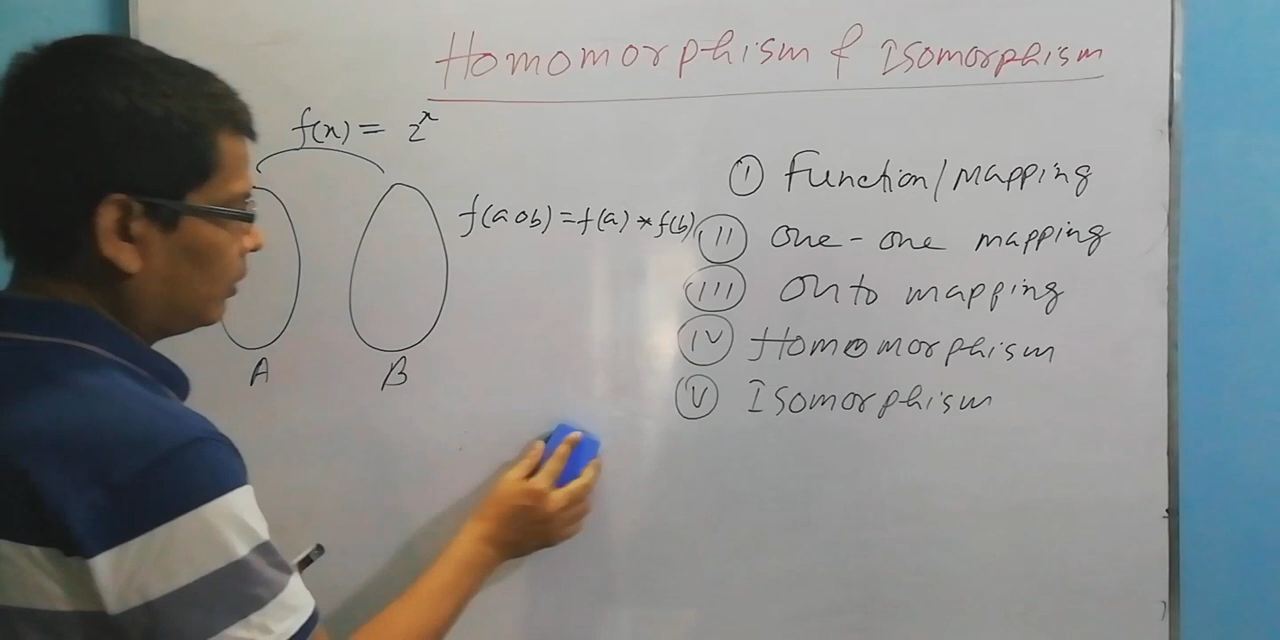 Homomorphism & Isomorphism
f(x) = 2^x
f(a o b) = f(a) * f(b)
A
B
I Function/Mapping
II one-one mapping
III Onto mapping
IV Homomorphism
V Isomorphism